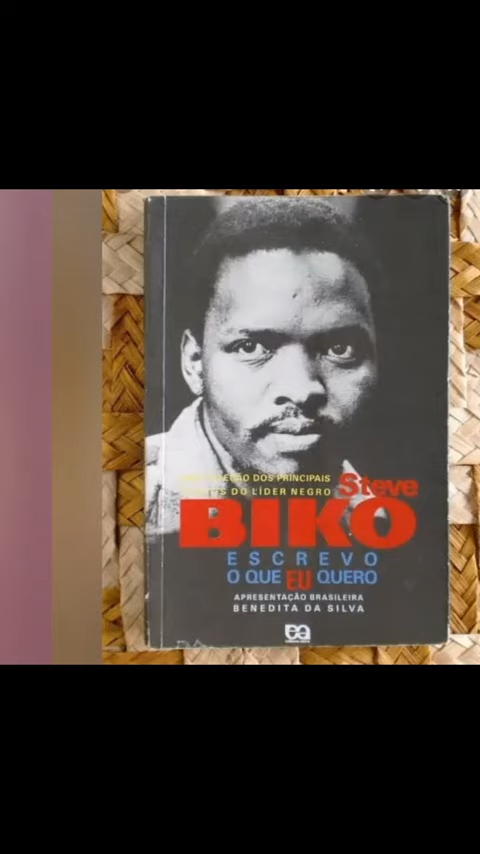 DOS PRINCIPAIS
DO LÍDER NEGRO
Steve
BIKO
ESCREVO
O QUE EU QUERO
APRESENTAÇÃO BRASILEIRA
BENEDITA DA SILVA